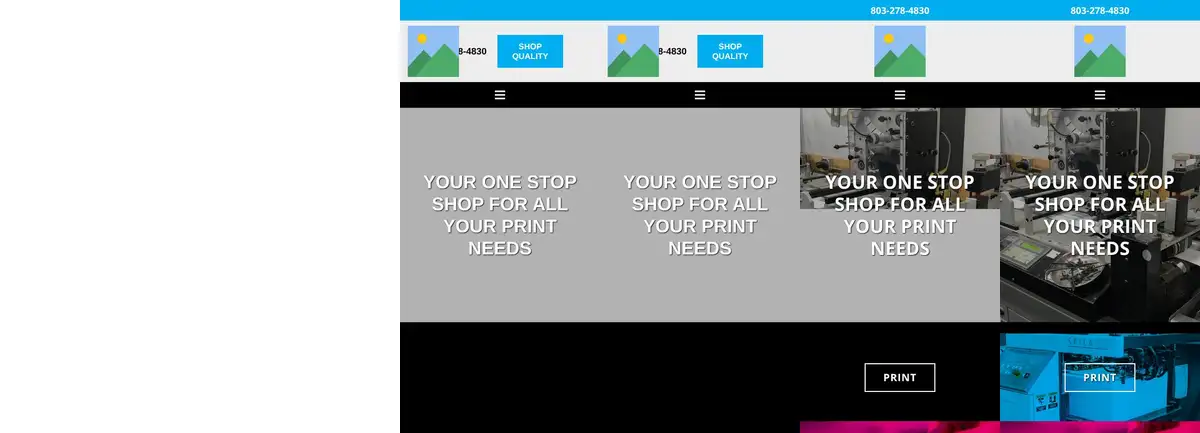 803-278-4830 803-278-4830
8-4830 SHOP QUALITY 8-4830 SHOP QUALITY
YOUR ONE STOP YOUR ONE STOP YOUR ONE STOP YOUR ONE STOP
SHOP FOR ALL SHOP FOR ALL SHOP FOR ALL SHOP FOR ALL
YOUR PRINT YOUR PRINT YOUR PRINT YOUR PRINT
NEEDS NEEDS NEEDS NEEDS
PRINT PRINT